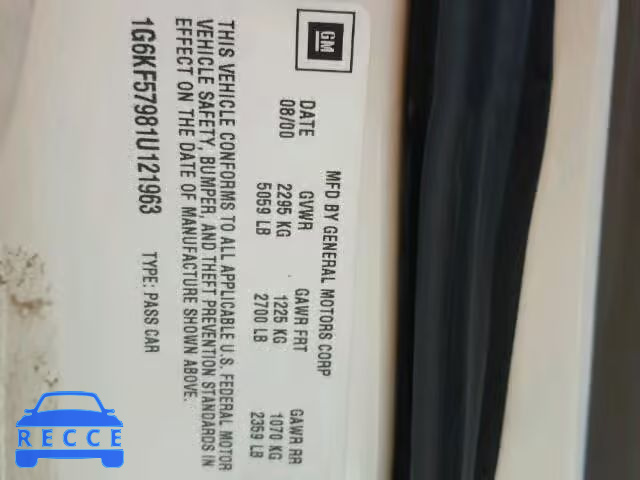 GM
MFD BY GENERAL MOTORS CORP
DATE GVWR GAWR FRT GAWR RR
08/00 2295 KG 1225 KG 1070 KG
5059 LB 2700 LB 2359 LB
THIS VEHICLE CONFORMS TO ALL APPLICABLE U.S. FEDERAL MOTOR
VEHICLE SAFETY, BUMPER, AND THEFT PREVENTION STANDARDS IN
EFFECT ON THE DATE OF MANUFACTURE SHOWN ABOVE.
1G6KF57981U121963 TYPE: PASS CAR
RECCE